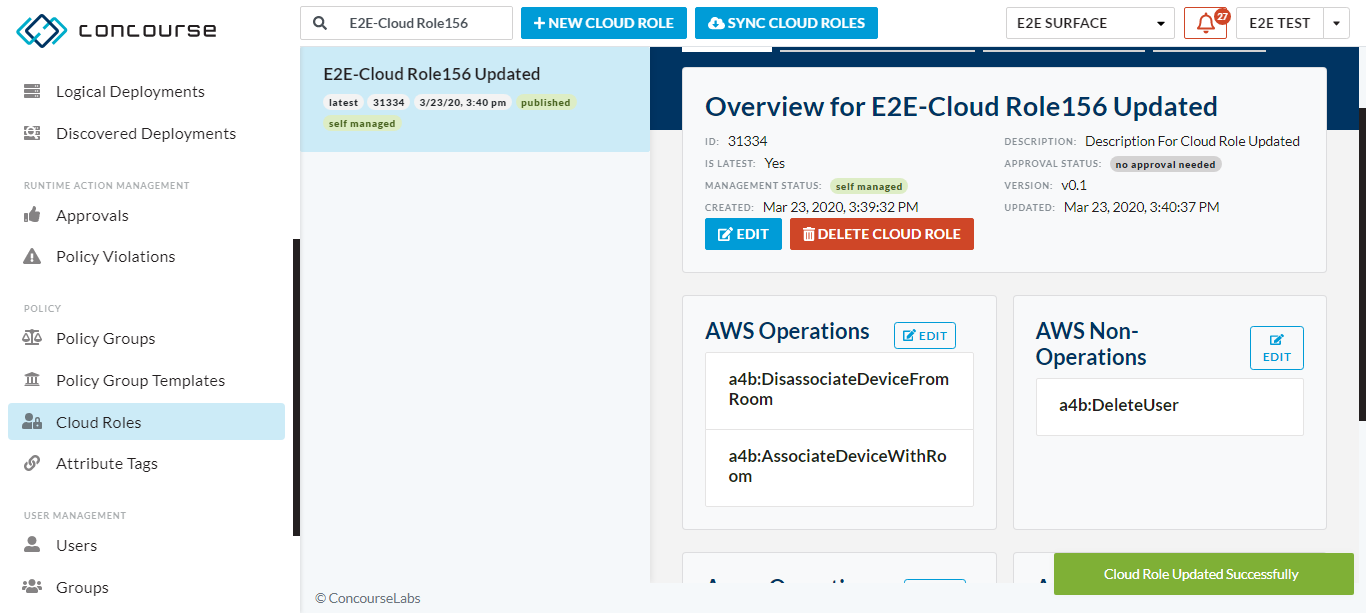 concourse
E2E-Cloud Role156
NEW CLOUD ROLE
SYNC CLOUD ROLES
E2E SURFACE
27
E2E TEST
Logical Deployments
Discovered Deployments
RUNTIME ACTION MANAGEMENT
Approvals
Policy Violations
POLICY
Policy Groups
Policy Group Templates
Cloud Roles
Attribute Tags
USER MANAGEMENT
Users
Groups
E2E-Cloud Role156 Updated
latest 31334 3/23/20, 3:40 pm published
self managed
Overview for E2E-Cloud Role156 Updated
ID: 31334
IS LATEST: Yes
MANAGEMENT STATUS: self managed
CREATED: Mar 23, 2020, 3:39:32 PM
DESCRIPTION: Description For Cloud Role Updated
APPROVAL STATUS: no approval needed
VERSION: v0.1
UPDATED: Mar 23, 2020, 3:40:37 PM
EDIT
DELETE CLOUD ROLE
AWS Operations
EDIT
a4b:DisassociateDeviceFrom
Room
a4b:AssociateDeviceWithRo
om
AWS Non-
Operations
EDIT
a4b:DeleteUser
Cloud Role Updated Successfully
© ConcourseLabs